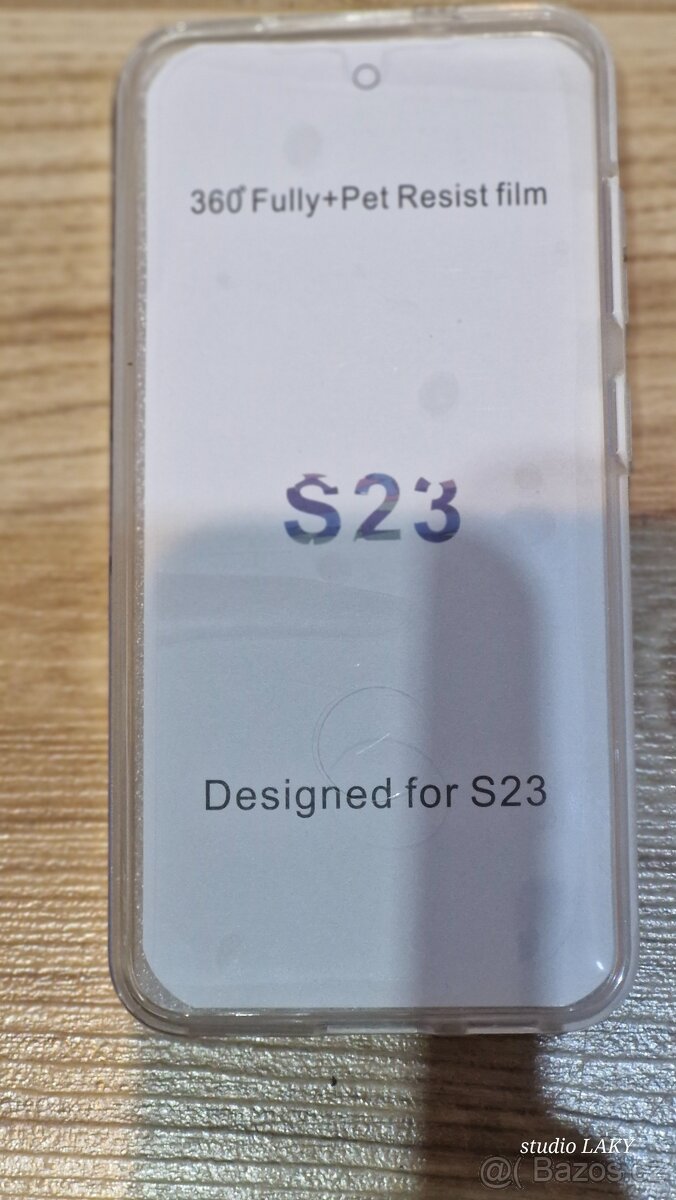 360° Fully+Pet Resist film
S23
Designed for S23
studio LAKY
@( Bazos.cz